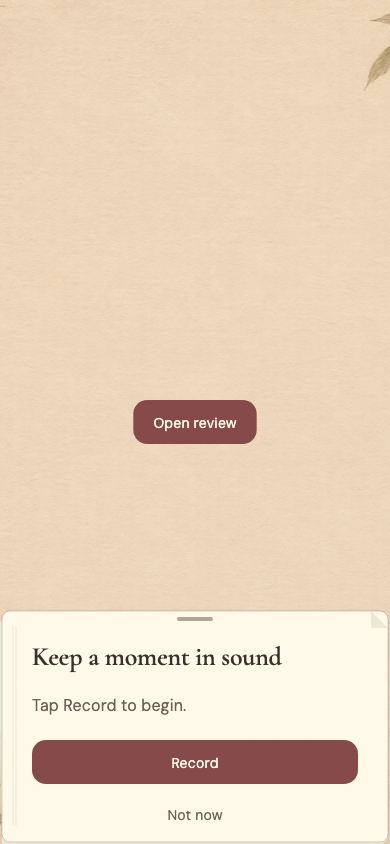 Open review
Keep a moment in sound
Tap Record to begin.
Record
Not now